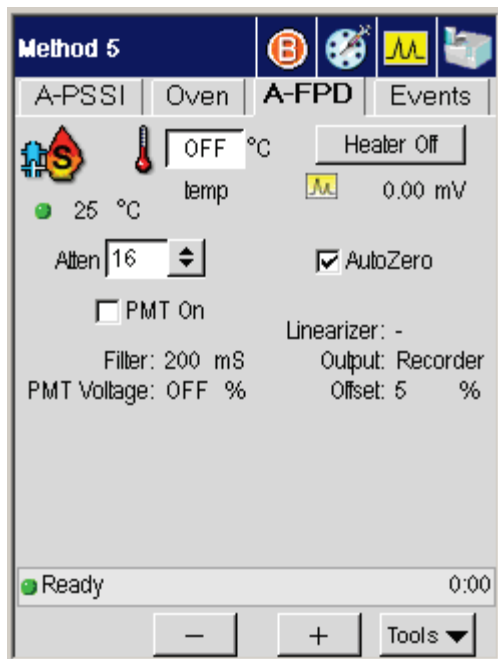 Method 5
B
A-PSSI Oven A-FPD Events
S OFF °C Heater Off
temp 0.00 mV
25 °C
Atten 16 AutoZero
PMT On
Linearizer: -
Filter: 200 mS Output: Recorder
PMT Voltage: OFF % Offset: 5 %
Ready 0:00
- + Tools